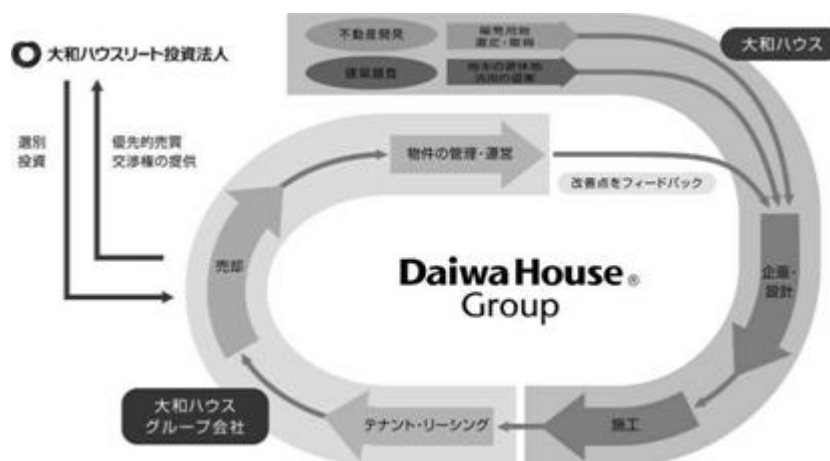 大和ハウスリート投資法人
選別
投資
優先的売買
交渉権の提供
不動産開発
開発用地
選定・取得
建築請負
活用の提案
大和ハウス
物件の管理・運営
改善点をフィードバック
売却
Daiwa House®
Group
企画・
設計
大和ハウス
グループ会社
テナント・リーシング
施工